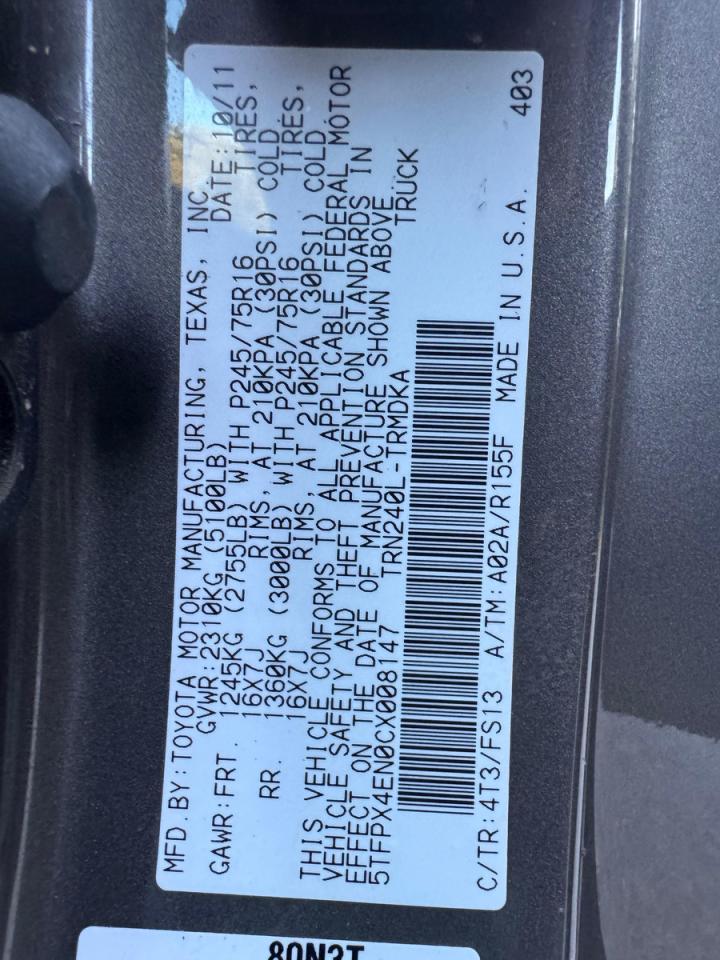 MFD.BY:TOYOTA MOTOR MANUFACTURING, TEXAS, INC.
GVWR:2310KG (5100LB) DATE:10/11
GAWR:FRT. 1245KG (2755LB) WITH P245/75R16 TIRES,
16X7J RIMS, AT 210KPA (30PSI) COLD
RR. 1360KG (3000LB) WITH P245/75R16 TIRES,
16X7J RIMS, AT 210KPA (30PSI) COLD
THIS VEHICLE CONFORMS TO ALL APPLICABLE FEDERAL MOTOR
VEHICLE SAFETY AND THEFT PREVENTION STANDARDS IN
EFFECT ON THE DATE OF MANUFACTURE SHOWN ABOVE.
5TFPX4EN0CX008147 TRN240L-TRMDKA TRUCK
C/TR:4T3/FS13 A/TM:A02A/R155F MADE IN U.S.A. 403